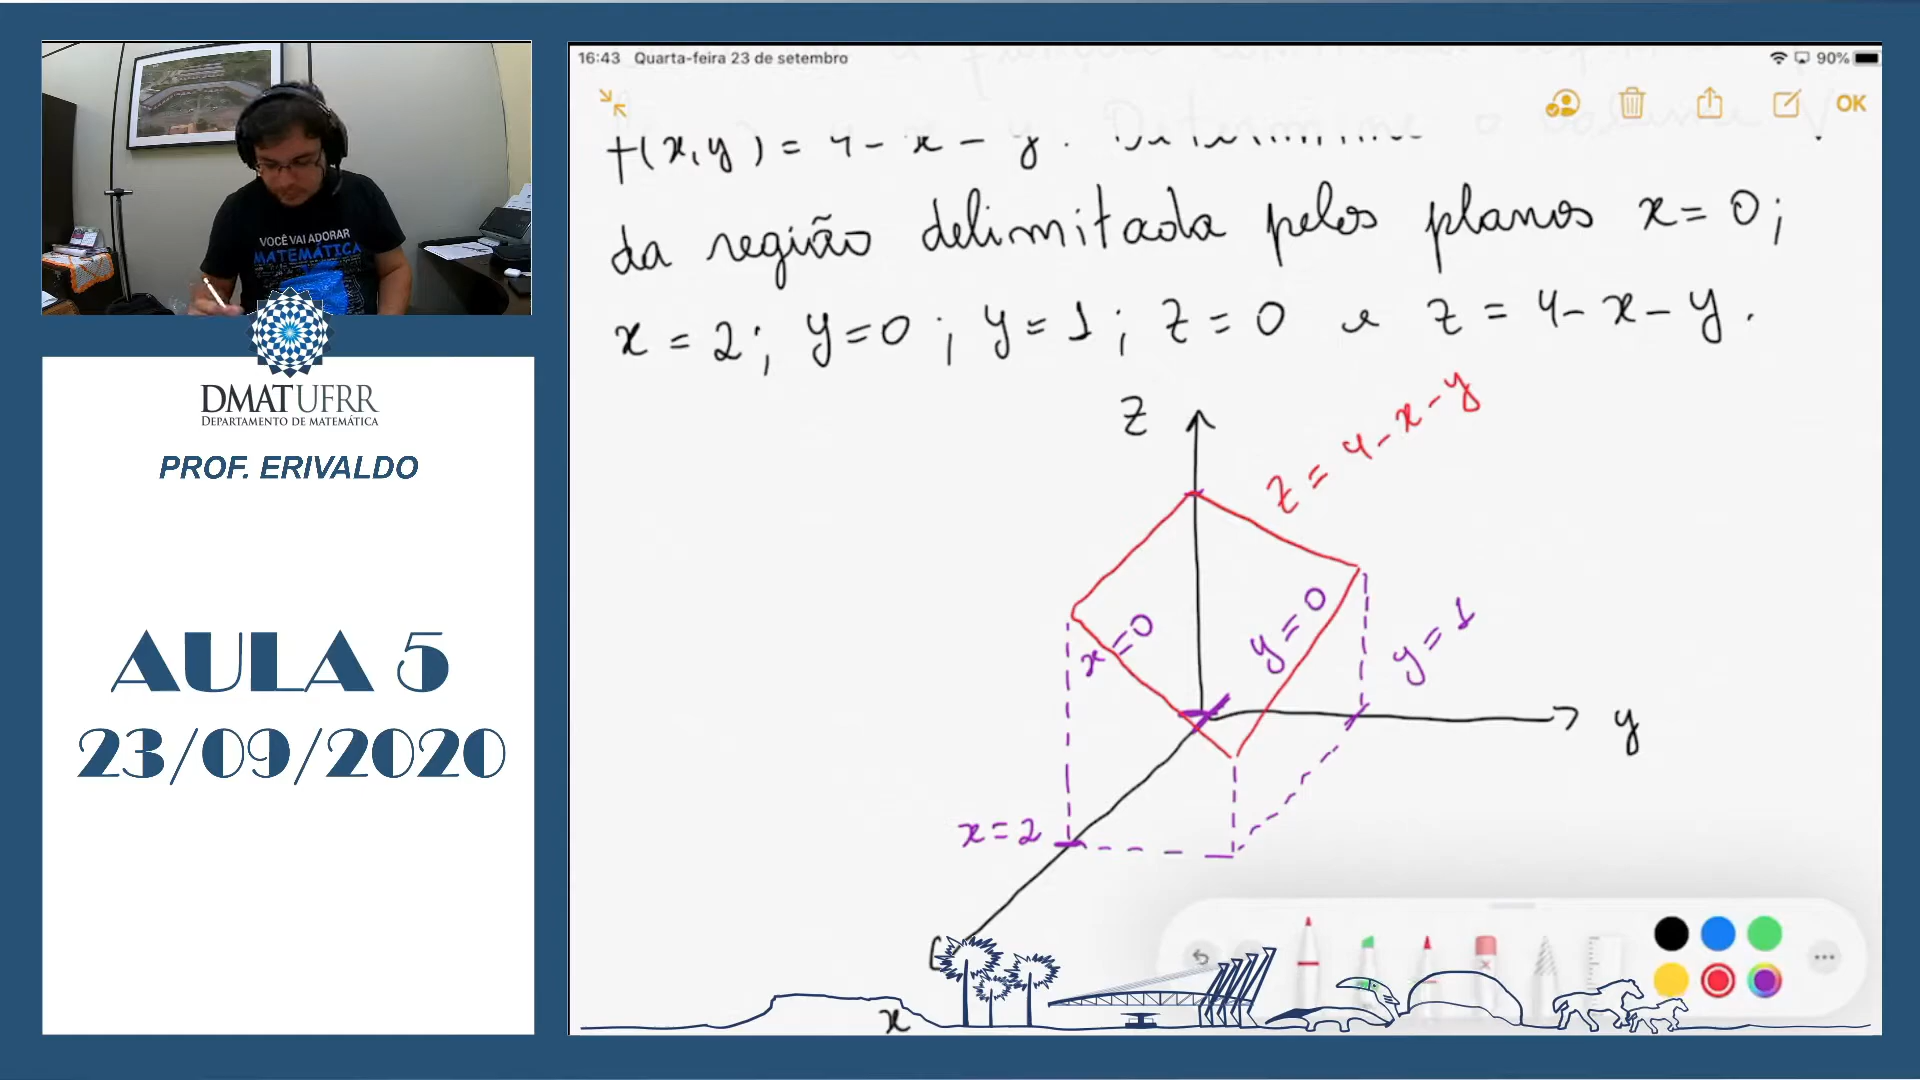 16:43 Quarta-feira 23 de setembro
90%
OK
f(x,y) = 4 - x - y. Determine
da região delimitada pelos planos x = 0;
x = 2; y = 0; y = 1; z = 0 e z = 4 - x - y.
z
z = 4 - x - y
x = 0
y = 0
y = 1
y
x = 2
x
VOCÊ VAI ADORAR
MATEMÁTICA
DMATUFRR
DEPARTAMENTO DE MATEMÁTICA
PROF. ERIVALDO
AULA 5
23/09/2020